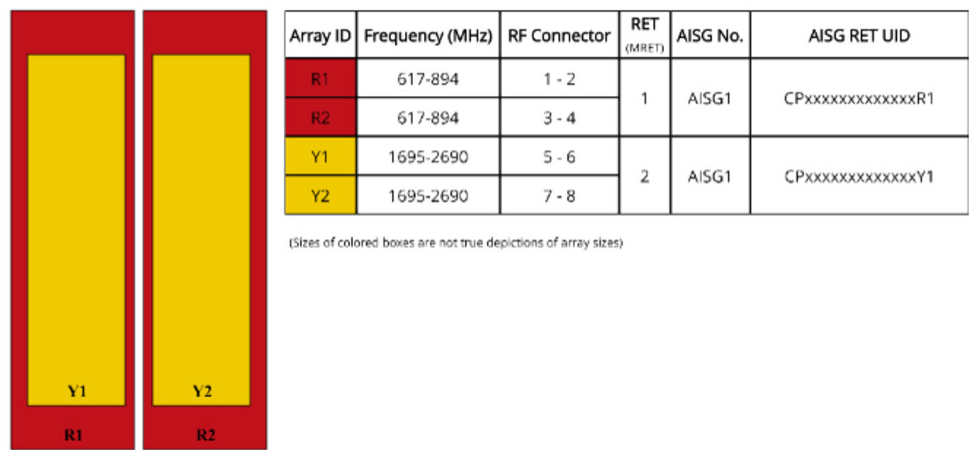 Array ID Frequency (MHz) RF Connector RET (MRET) AISG No. AISG RET UID
R1 617-894 1 - 2 1 AISG1 CPxxxxxxxxxxxxxR1
R2 617-894 3 - 4
Y1 1695-2690 5 - 6 2 AISG1 CPxxxxxxxxxxxxxY1
Y2 1695-2690 7 - 8
(Sizes of colored boxes are not true depictions of array sizes)
Y1 Y2
R1 R2